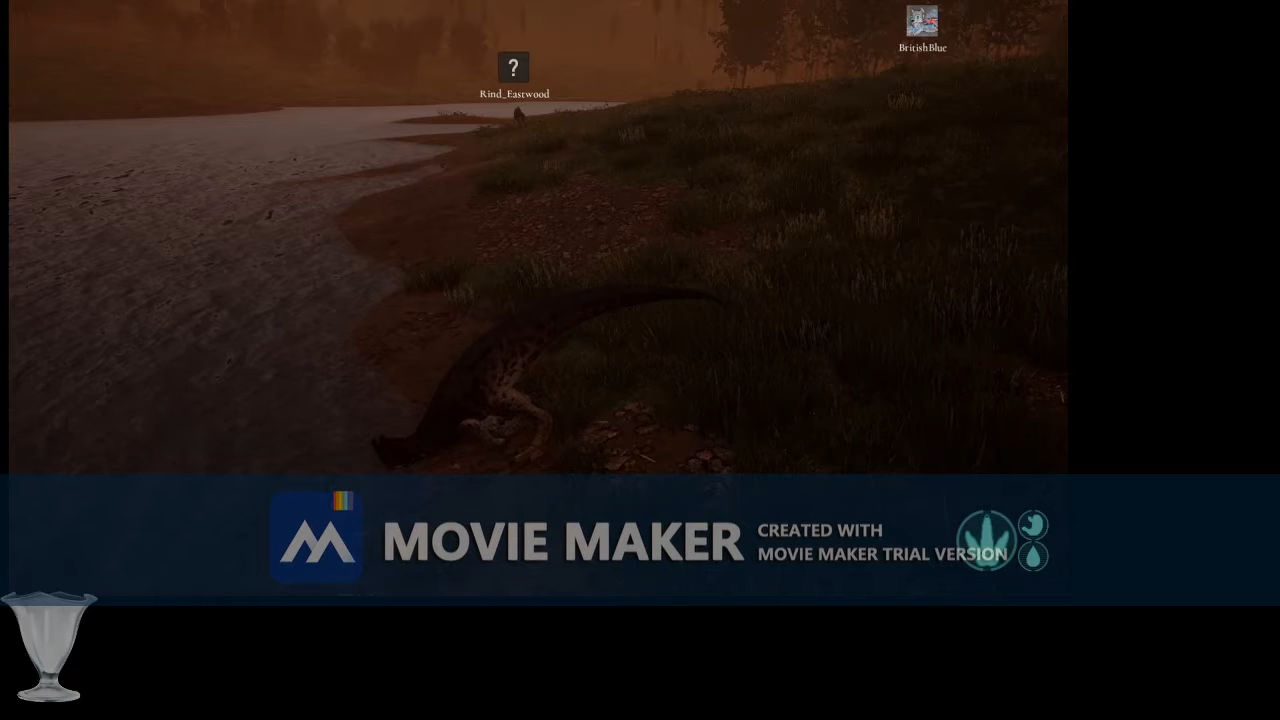 BritishBlue
?
Rind_Eastwood
MOVIE MAKER
CREATED WITH
MOVIE MAKER TRIAL VERSION